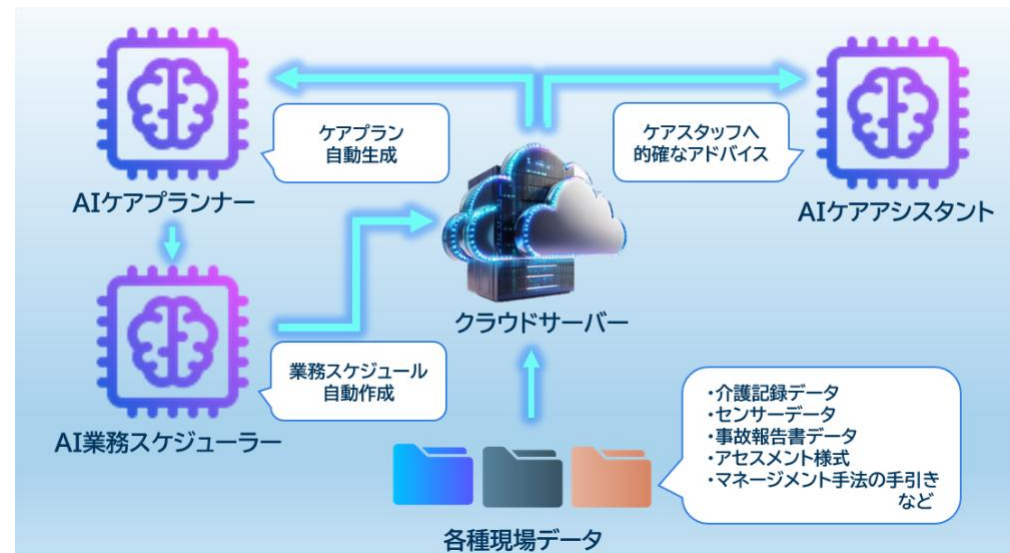 ケアプラン
自動生成
ケアスタッフへ
的確なアドバイス
AIケアプランナー
AIケアアシスタント
クラウドサーバー
業務スケジュール
自動作成
AI業務スケジューラー
・介護記録データ
・センサーデータ
・事故報告書データ
・アセスメント様式
・マネージメント手法の手引き
など
各種現場データ